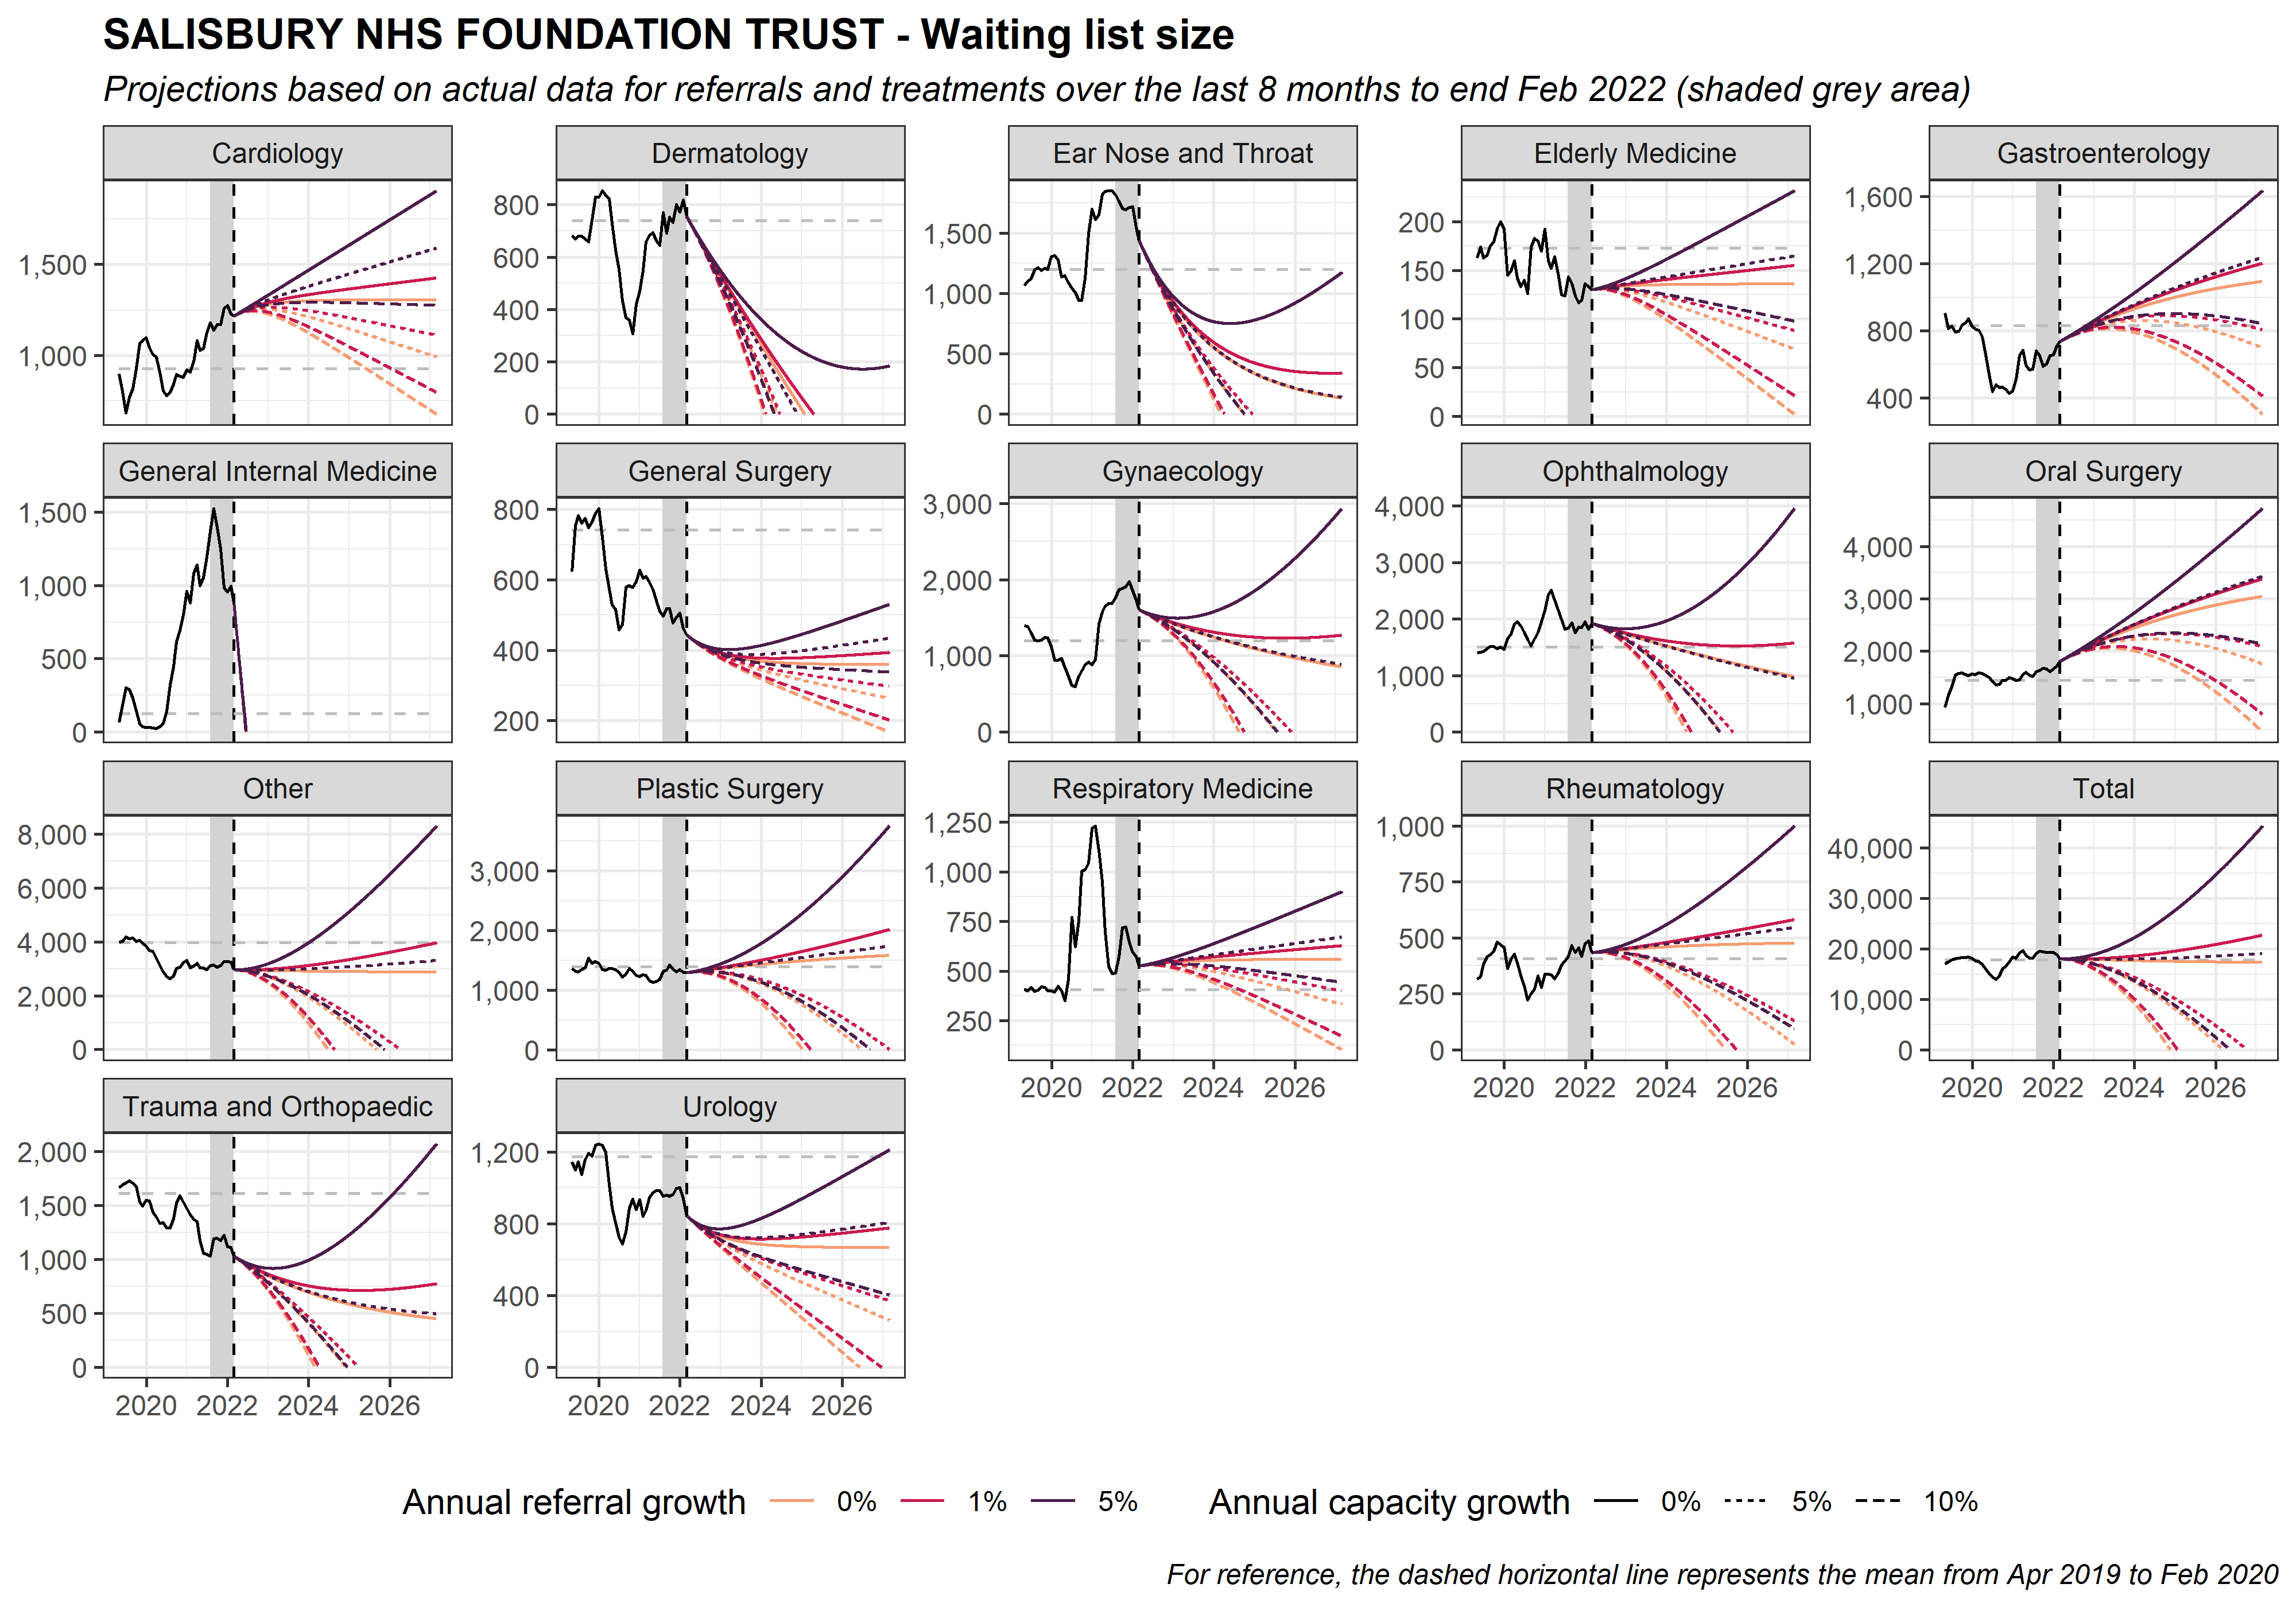 SALISBURY NHS FOUNDATION TRUST - Waiting list size
Projections based on actual data for referrals and treatments over the last 8 months to end Feb 2022 (shaded grey area)
Cardiology
1,500
1,000
Dermatology
800
600
400
200
0
Ear Nose and Throat
1,500
1,000
500
0
Elderly Medicine
200
150
100
50
0
Gastroenterology
1,600
1,200
800
400
General Internal Medicine
1,500
1,000
500
0
General Surgery
800
600
400
200
Gynaecology
3,000
2,000
1,000
0
Ophthalmology
4,000
3,000
2,000
1,000
0
Oral Surgery
4,000
3,000
2,000
1,000
Other
8,000
6,000
4,000
2,000
0
Plastic Surgery
3,000
2,000
1,000
0
Respiratory Medicine
1,250
1,000
750
500
250
2020 2022 2024 2026
Rheumatology
1,000
750
500
250
0
2020 2022 2024 2026
Total
40,000
30,000
20,000
10,000
0
2020 2022 2024 2026
Trauma and Orthopaedic
2,000
1,500
1,000
500
0
2020 2022 2024 2026
Urology
1,200
800
400
0
2020 2022 2024 2026
Annual referral growth 0% 1% 5% Annual capacity growth 0% 5% 10%
For reference, the dashed horizontal line represents the mean from Apr 2019 to Feb 2020